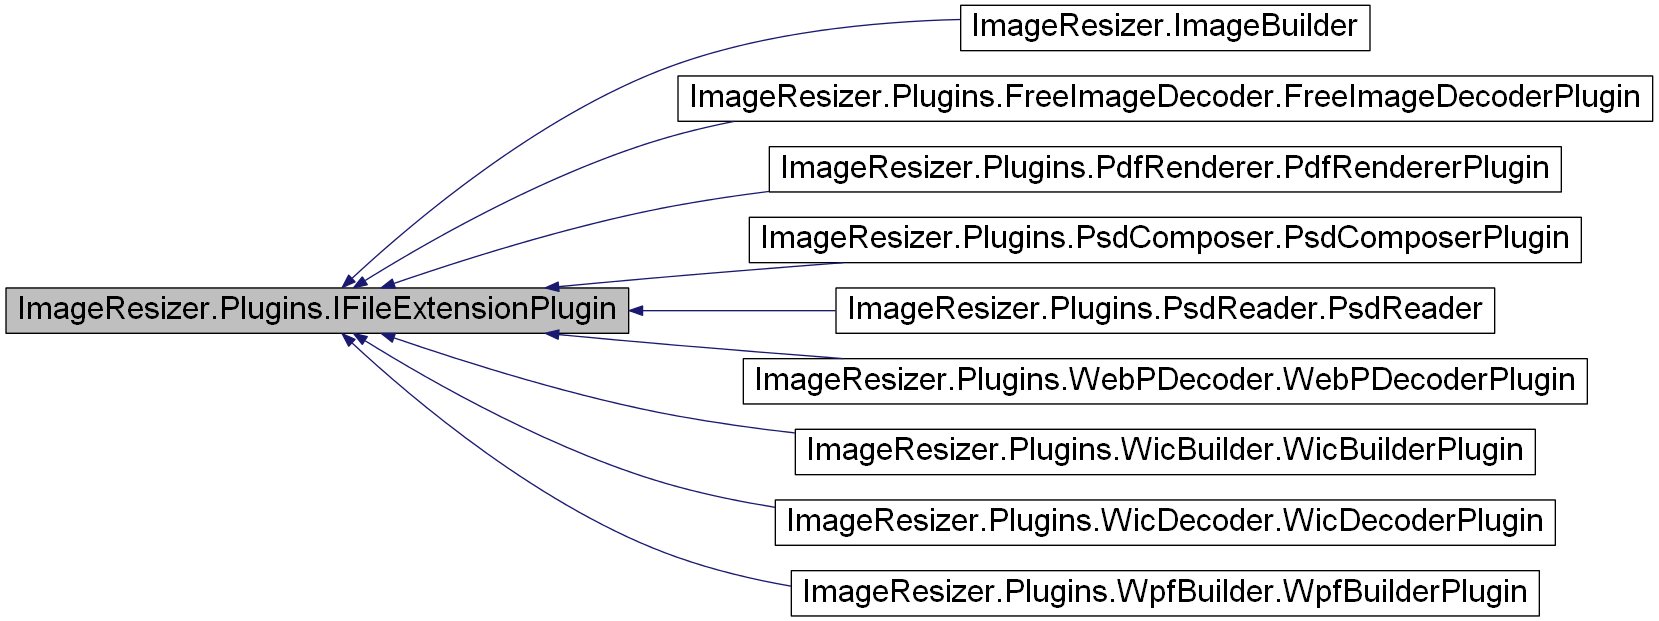 ImageResizer.ImageBuilder
ImageResizer.Plugins.FreeImageDecoder.FreeImageDecoderPlugin
ImageResizer.Plugins.PdfRenderer.PdfRendererPlugin
ImageResizer.Plugins.PsdComposer.PsdComposerPlugin
ImageResizer.Plugins.IFileExtensionPlugin
ImageResizer.Plugins.PsdReader.PsdReader
ImageResizer.Plugins.WebPDecoder.WebPDecoderPlugin
ImageResizer.Plugins.WicBuilder.WicBuilderPlugin
ImageResizer.Plugins.WicDecoder.WicDecoderPlugin
ImageResizer.Plugins.WpfBuilder.WpfBuilderPlugin